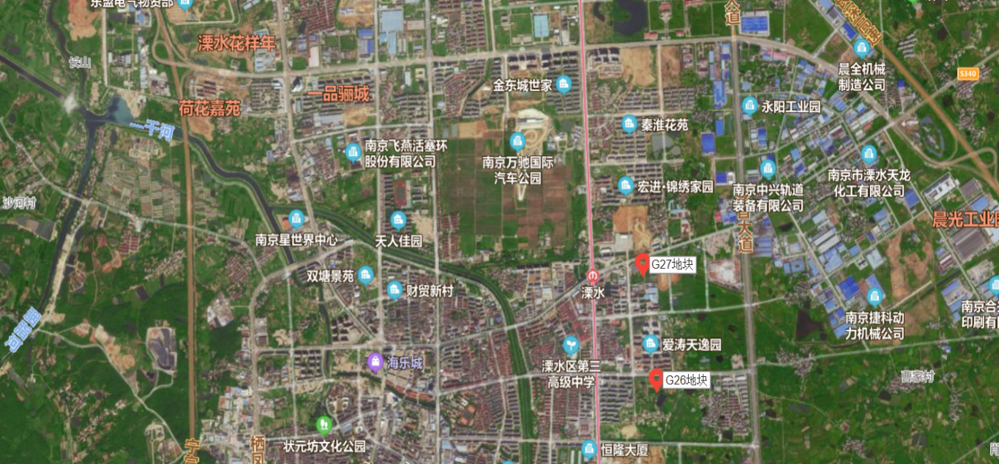 东盟电气物资部
溧水花样年
大道
S340
长山
晨全机械
制造公司
金东城世家
一品骊城
荷花嘉苑
永阳工业园
一干河
秦淮花苑
南京飞燕活塞环
股份有限公司
南京万驰国际
汽车公园
南京市溧水天龙
化工有限公司
宏进·锦绣家园
南京中兴轨道
装备有限公司
沙河村
大道
晨光工业园
南京星世界中心
天人佳园
G27地块
双塘景苑
财贸新村
溧水
南京捷科动
力机械公司
南京合
印刷有
爱涛天逸园
溧水区第三
高级中学
海乐城
G26地块
曹家村
状元坊文化公园
宁
栖凤
恒隆大厦